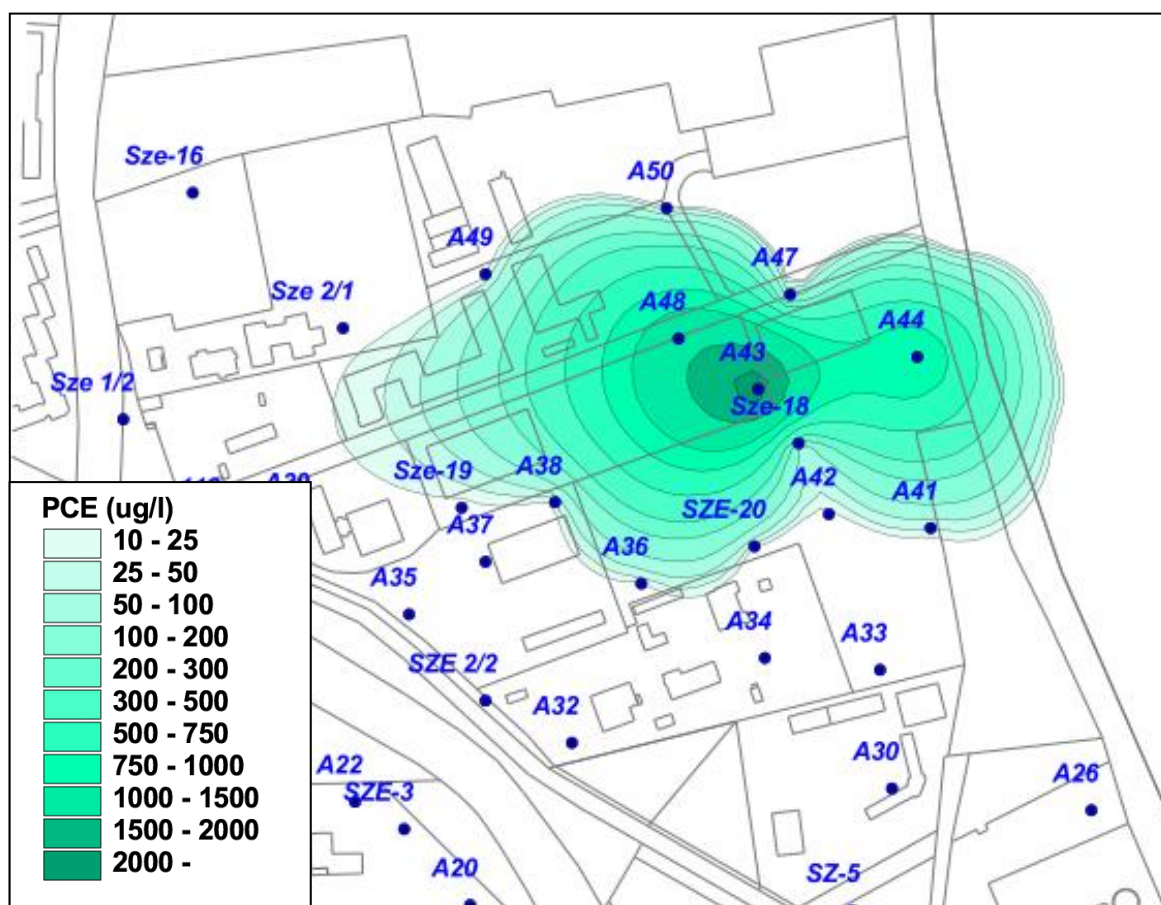 Sze-16
A50
A49
A47
Sze 2/1
A48
A44
A43
Sze 1/2
Sze-18
Sze-19
A38
A42
A41
SZE-20
A37
A36
A35
A34
A33
SZE 2/2
A32
A30
A22
A26
SZE-3
A20
SZ-5
PCE (ug/l)
10 - 25
25 - 50
50 - 100
100 - 200
200 - 300
300 - 500
500 - 750
750 - 1000
1000 - 1500
1500 - 2000
2000 -